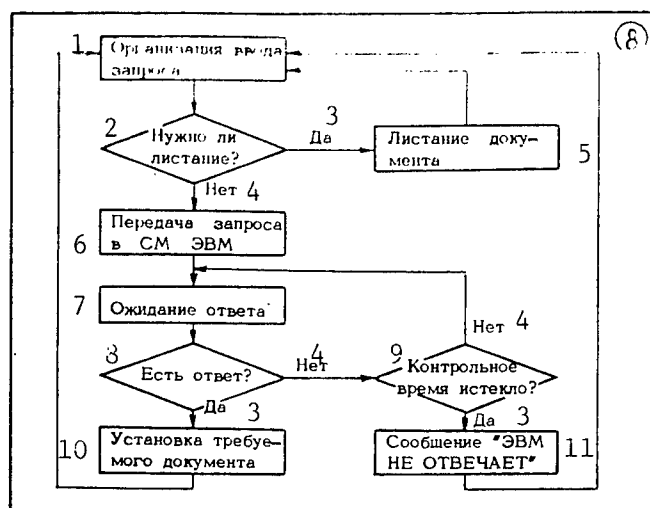 8
1 Организация ввода
запроса
2 Нужно ли
листание?
3
Да
Листание доку-
мента
5
Нет 4
6 Передача запроса
в СМ ЭВМ
7 Ожидание ответа
Нет 4
8 Есть ответ?
4
Нет
9 Контрольное
время истекло?
Да 3
Да 3
10 Установка требуе-
мого документа
Сообщение "ЭВМ
НЕ ОТВЕЧАЕТ"
11